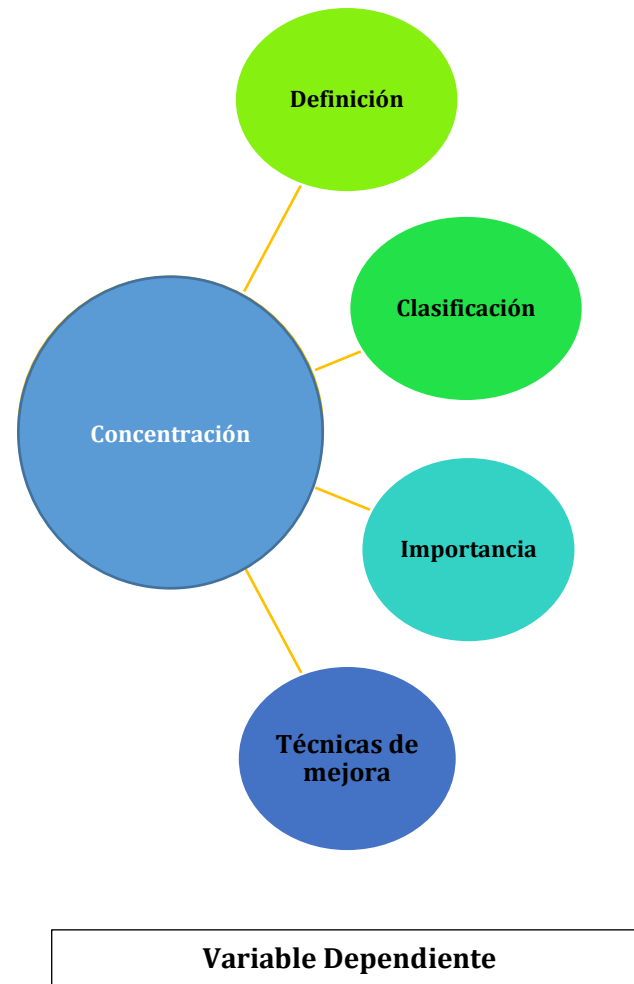 Definición
Clasificación
Concentración
Importancia
Técnicas de
mejora
Variable Dependiente